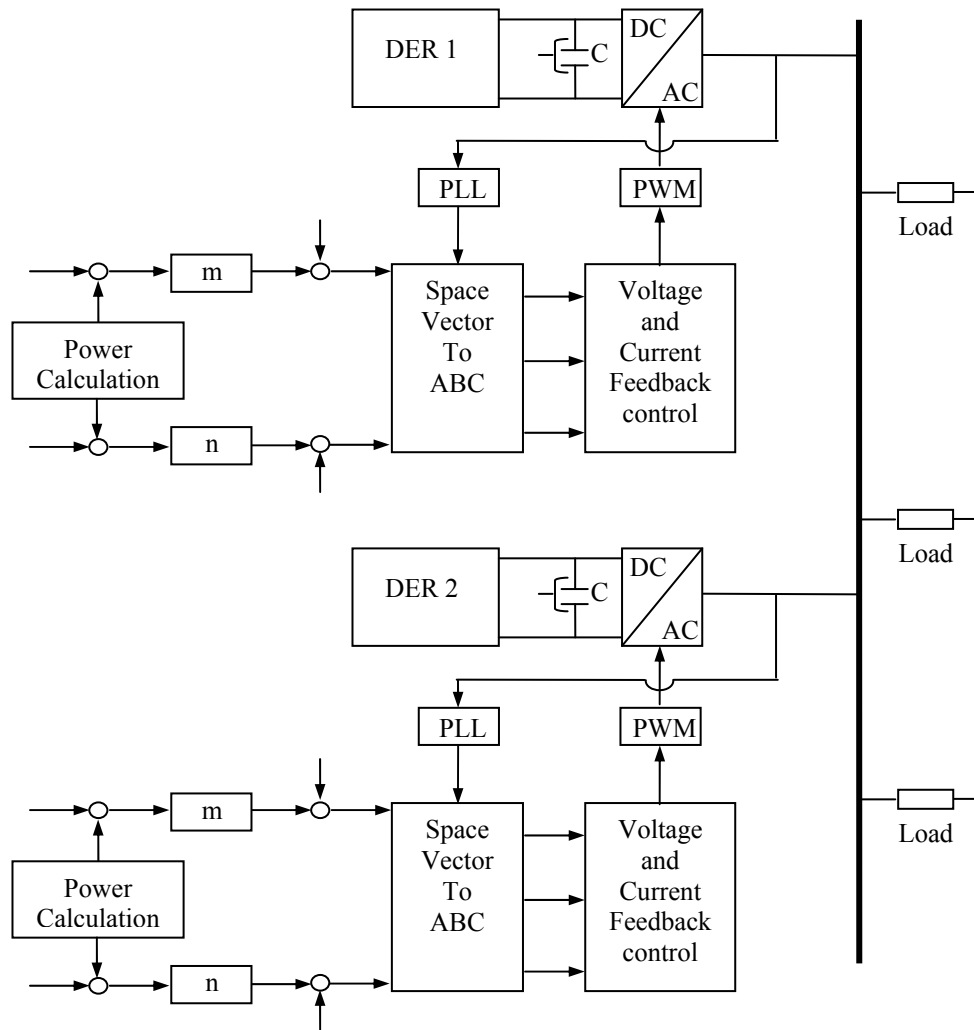 DER 1
C
DC
AC
PLL
PWM
Load
m
Space
Vector
To
ABC
Voltage
and
Current
Feedback
control
Power
Calculation
n
Load
DER 2
C
DC
AC
PLL
PWM
m
Space
Vector
To
ABC
Voltage
and
Current
Feedback
control
Load
Power
Calculation
n